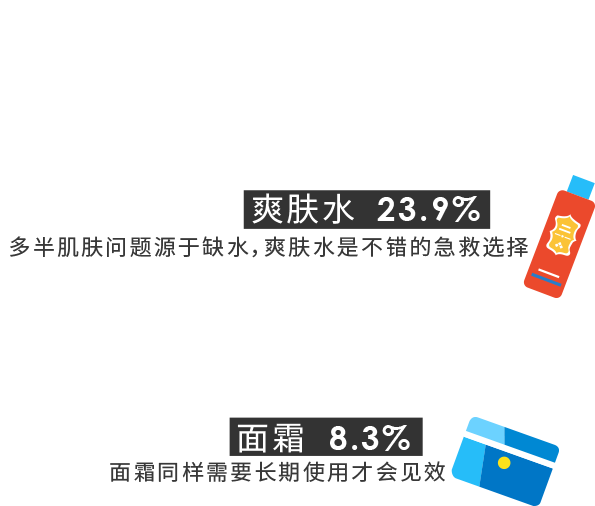 爽肤水 23.9%
多半肌肤问题源于缺水，爽肤水是不错的急救选择
面霜 8.3%
面霜同样需要长期使用才会见效